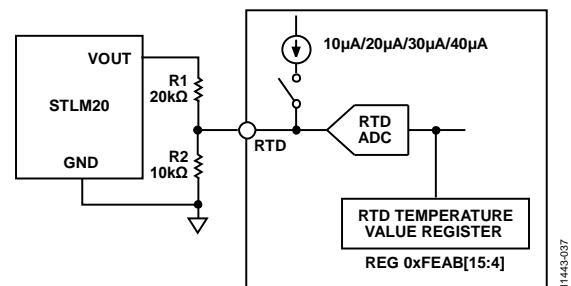 10µA/20µA/30µA/40µA
VOUT
STLM20
GND
R1
20kΩ
R2
10kΩ
RTD
RTD
ADC
RTD TEMPERATURE
VALUE REGISTER
REG 0xFEAB[15:4]
11443-037